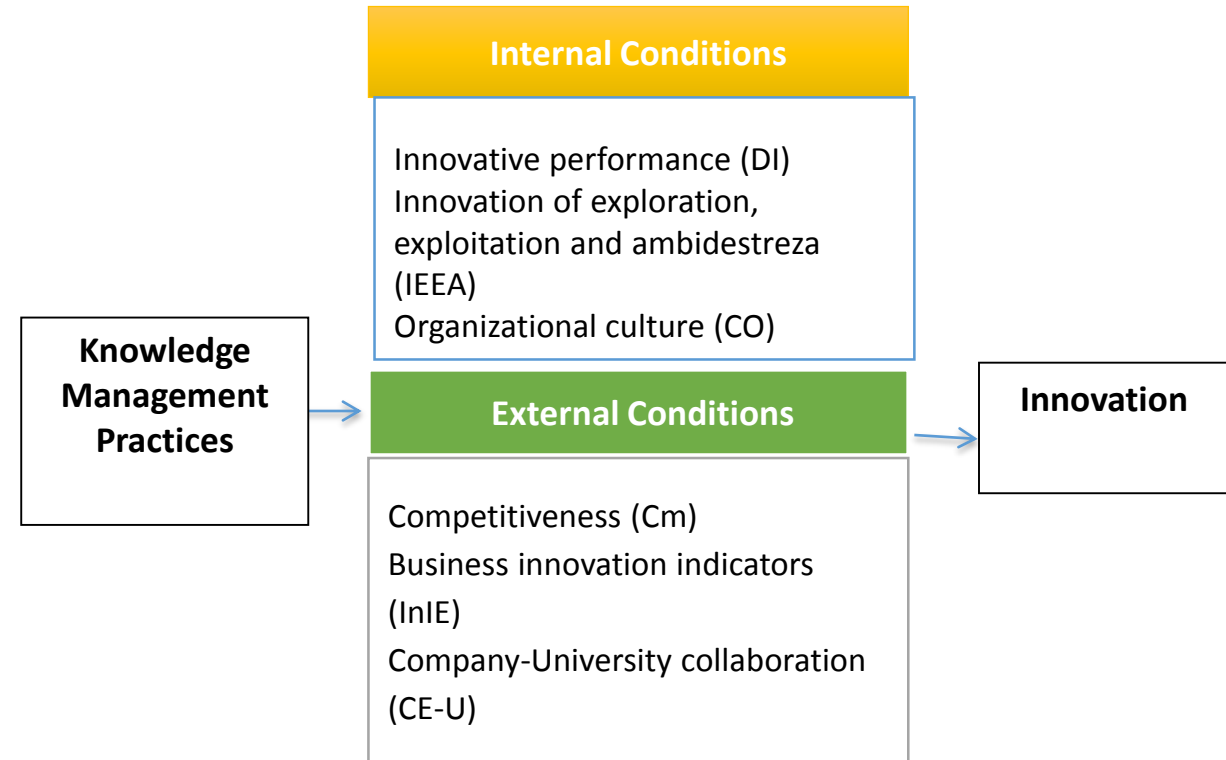 Internal Conditions
Innovative performance (DI)
Innovation of exploration,
exploitation and ambidestreza
(IEEA)
Organizational culture (CO)
Knowledge
Management
Practices
External Conditions
Innovation
Competitiveness (Cm)
Business innovation indicators
(InIE)
Company-University collaboration
(CE-U)